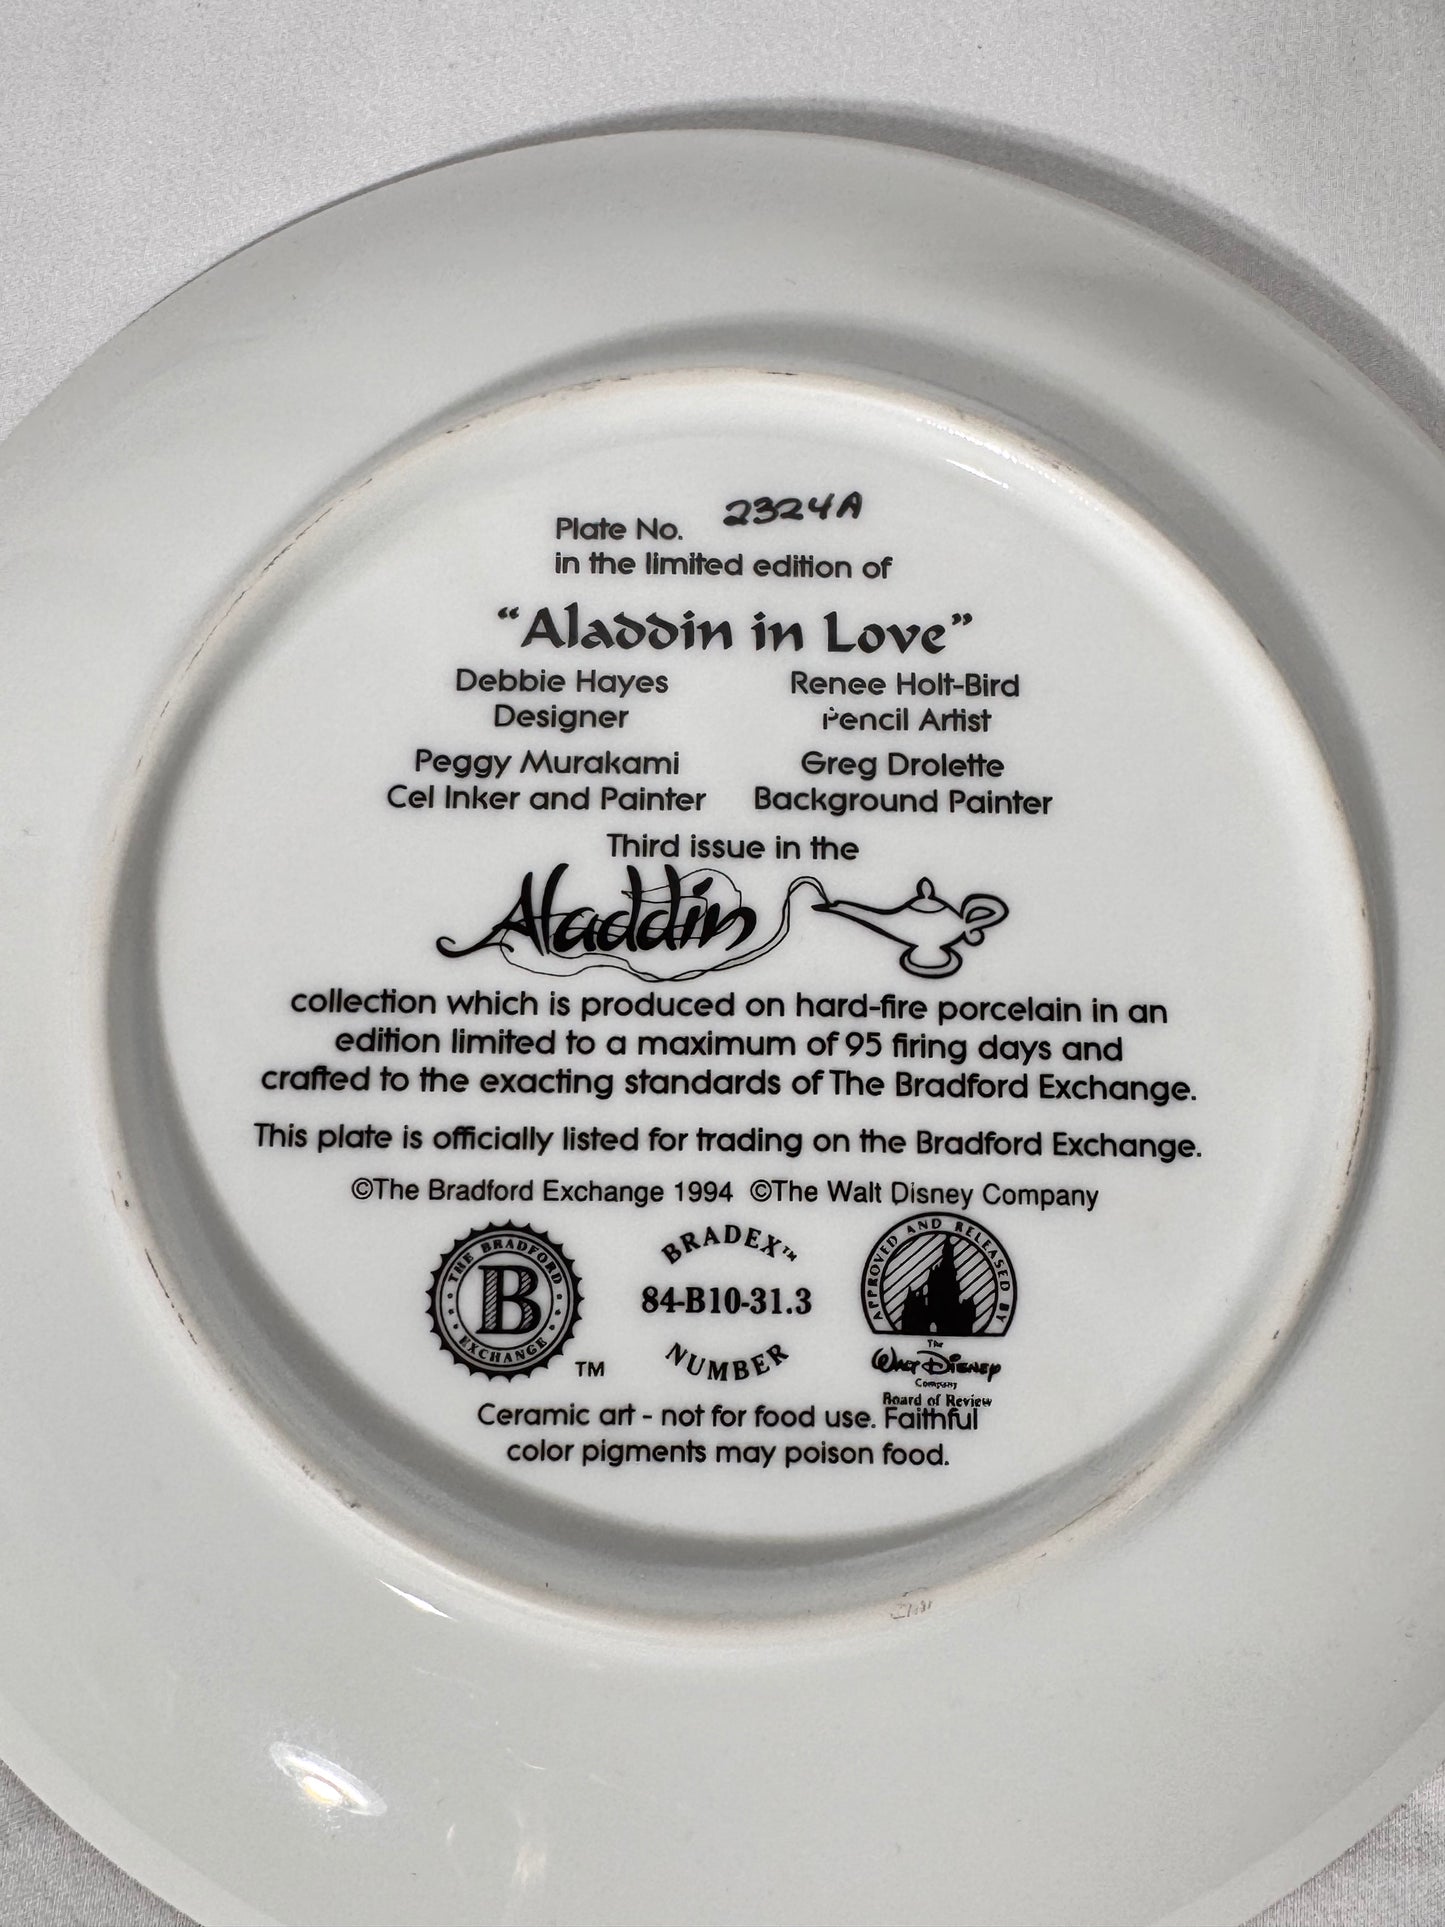 Plate No. 2324A
in the limited edition of
“Aladdin in Love”
Debbie Hayes
Designer
Renee Holt-Bird
Pencil Artist
Peggy Murakami
Cel Inker and Painter
Greg Drolette
Background Painter
Third issue in the
Aladdin
collection which is produced on hard-fire porcelain in an
edition limited to a maximum of 95 firing days and
crafted to the exacting standards of The Bradford Exchange.
This plate is officially listed for trading on the Bradford Exchange.
©The Bradford Exchange 1994 ©The Walt Disney Company
THE BRADFORD
B
EXCHANGE
TM
BRADEX™
84-B10-31.3
NUMBER
APPROVED AND RELEASED BY
The
Walt Disney
Company
Board of Review
Ceramic art - not for food use. Faithful
color pigments may poison food.